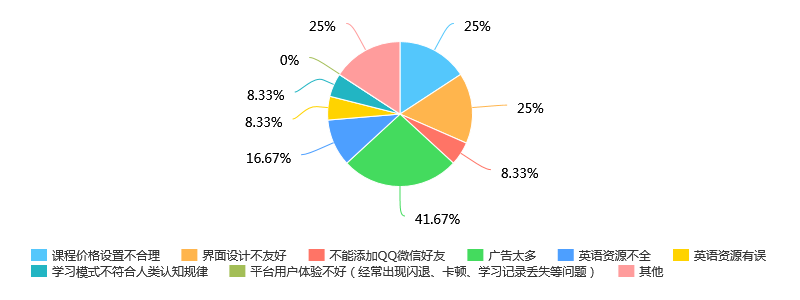 25%
25%
0%
8.33%
25%
8.33%
16.67%
8.33%
41.67%
课程价格设置不合理
界面设计不友好
不能添加QQ微信好友
广告太多
英语资源不全
英语资源有误
学习模式不符合人类认知规律
平台用户体验不好（经常出现闪退、卡顿、学习记录丢失等问题）
其他